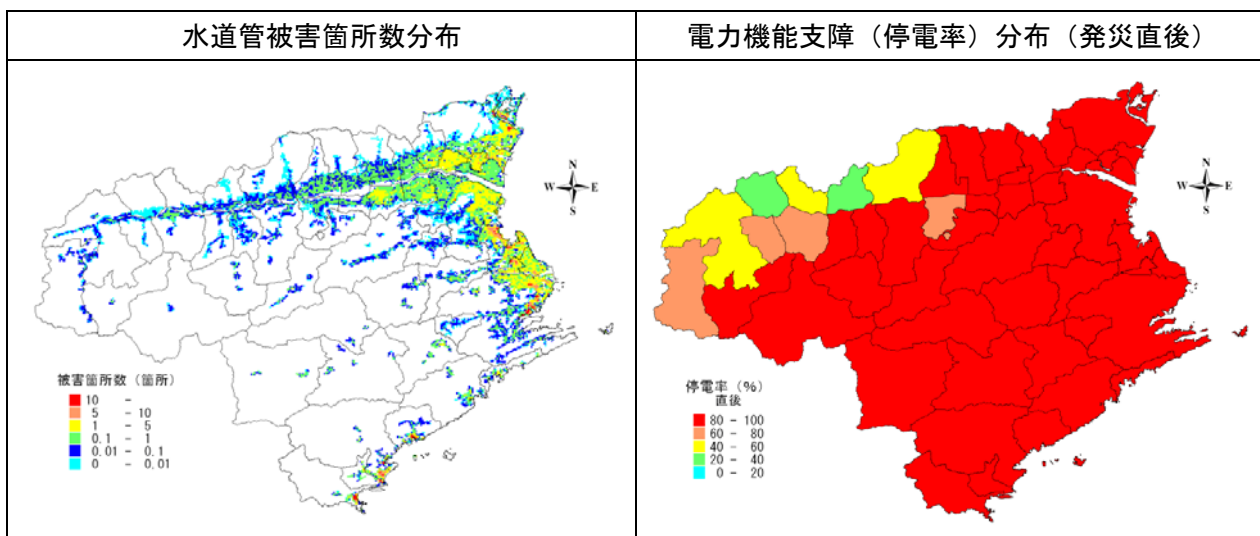 水道管被害箇所数分布
電力機能支障（停電率）分布（発災直後）
N
W E
S
被害箇所数（箇所）
10 -
5 - 10
1 - 5
0.1 - 1
0.01 - 0.1
0 - 0.01
N
W E
S
停電率（%）
直後
80 - 100
60 - 80
40 - 60
20 - 40
0 - 20